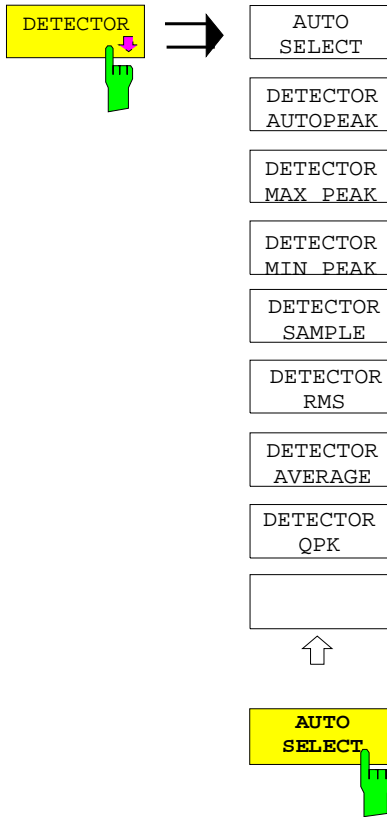 DETECTOR
AUTO
SELECT
DETECTOR
AUTOPEAK
DETECTOR
MAX PEAK
DETECTOR
MIN PEAK
DETECTOR
SAMPLE
DETECTOR
RMS
DETECTOR
AVERAGE
DETECTOR
QPK
AUTO
SELECT